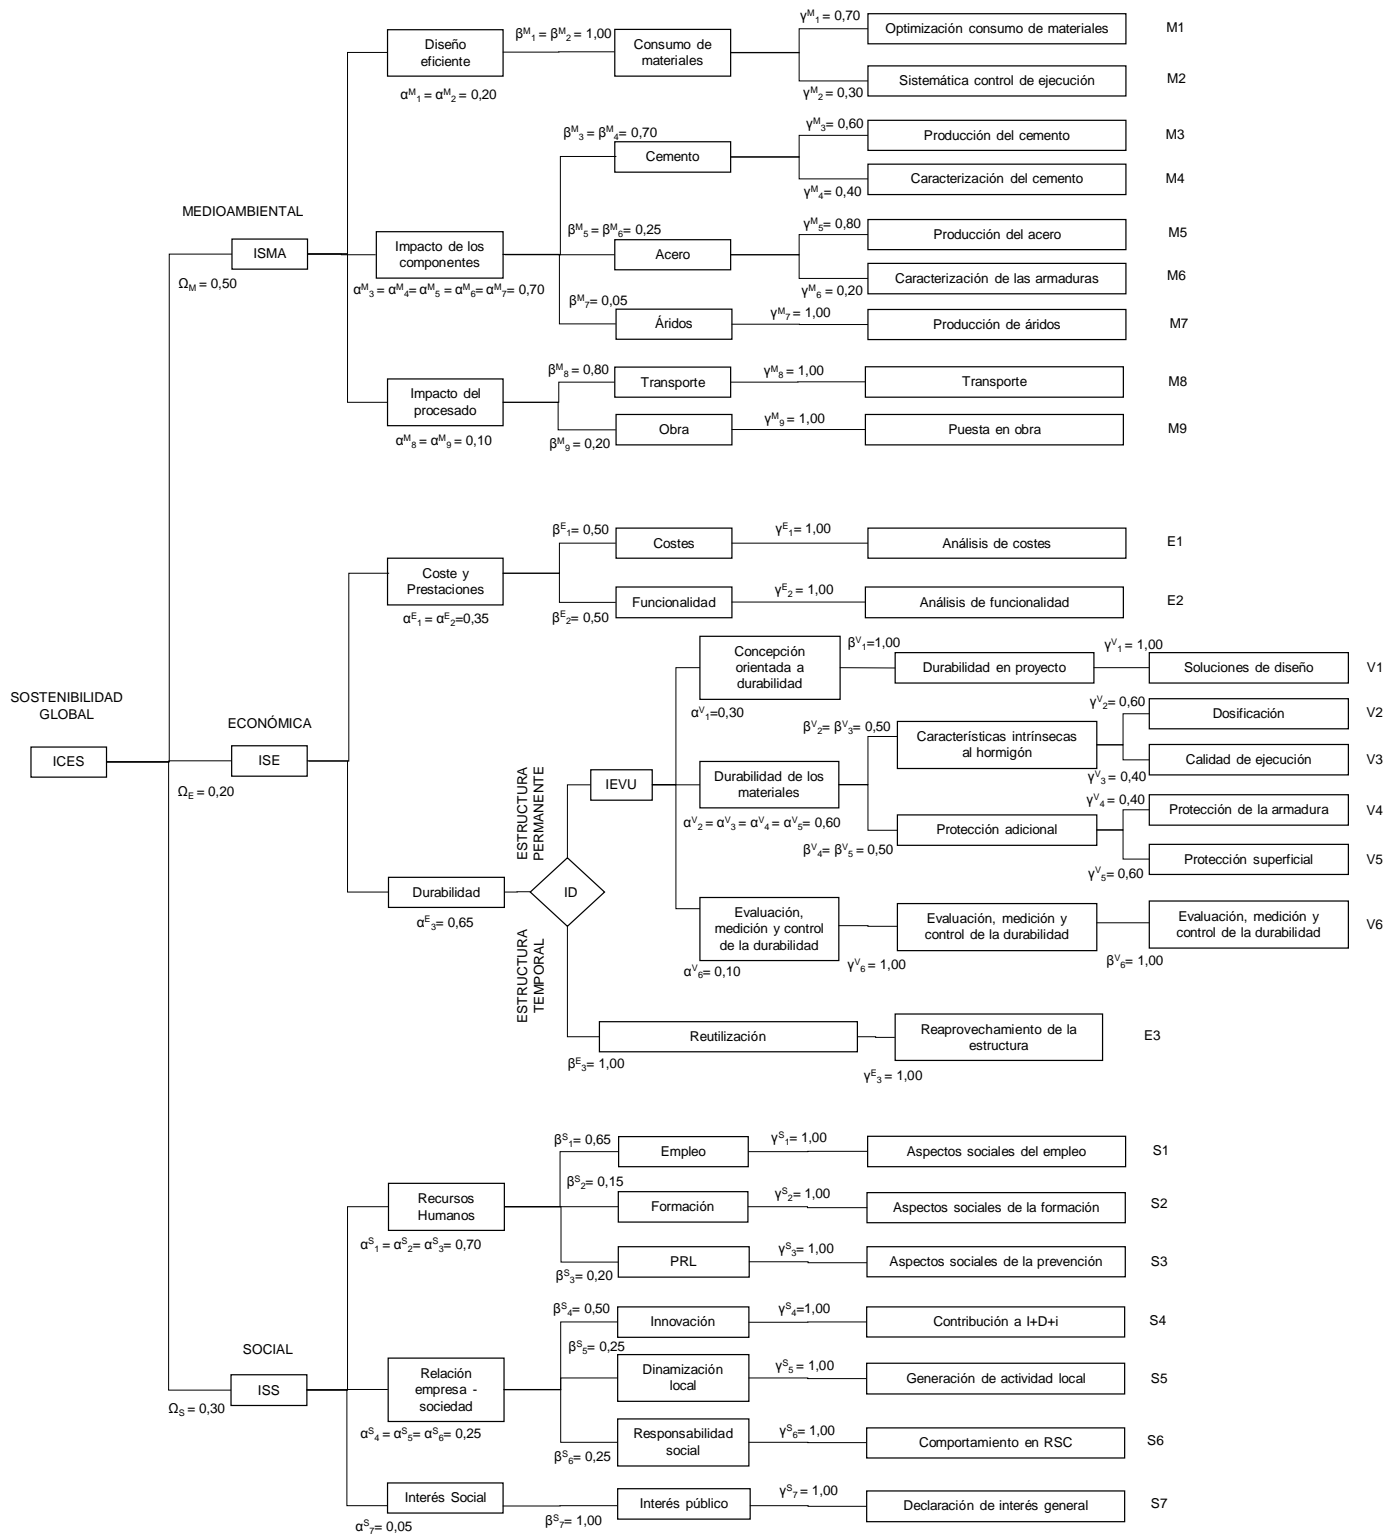 γᴹ₁ = 0,70
Optimización consumo de materiales
M1
Diseño
eficiente
βᴹ₁ = βᴹ₂ = 1,00
Consumo de
materiales
αᴹ₁ = αᴹ₂ = 0,20
Sistemática control de ejecución
M2
γᴹ₂ = 0,30
γᴹ₃= 0,60
Producción del cemento
M3
βᴹ₃ = βᴹ₄= 0,70
Cemento
Caracterización del cemento
M4
γᴹ₄= 0,40
MEDIOAMBIENTAL
ISMA
Ω_M = 0,50
Impacto de los
componentes
αᴹ₃ = αᴹ₄= αᴹ₅ = αᴹ₆= αᴹ₇= 0,70
γᴹ₅= 0,80
Producción del acero
M5
βᴹ₅ = βᴹ₆= 0,25
Acero
Caracterización de las armaduras
M6
γᴹ₆= 0,20
βᴹ₇= 0,05
Áridos
γᴹ₇= 1,00
Producción de áridos
M7
Impacto del
procesado
αᴹ₈ = αᴹ₉= 0,10
βᴹ₈= 0,80
Transporte
γᴹ₈= 1,00
Transporte
M8
βᴹ₉= 0,20
Obra
γᴹ₉= 1,00
Puesta en obra
M9
βᴱ₁= 0,50
Costes
γᴱ₁= 1,00
Análisis de costes
E1
Coste y
Prestaciones
αᴱ₁ = αᴱ₂=0,35
βᴱ₂= 0,50
Funcionalidad
γᴱ₂= 1,00
Análisis de funcionalidad
E2
Concepción
orientada a
durabilidad
αⱽ₁=0,30
βⱽ₁=1,00
Durabilidad en proyecto
γⱽ₁= 1,00
Soluciones de diseño
V1
SOSTENIBILIDAD
GLOBAL
ICES
ECONÓMICA
ISE
Ω_E = 0,20
γⱽ₂= 0,60
Dosificación
V2
βⱽ₂= βⱽ₃= 0,50
Características intrínsecas
al hormigón
Calidad de ejecución
V3
γⱽ₃= 0,40
IEVU
Durabilidad de los
materiales
αⱽ₂ = αⱽ₃ = αⱽ₄ = αⱽ₅= 0,60
γⱽ₄= 0,40
Protección de la armadura
V4
Protección adicional
βⱽ₄= βⱽ₅ = 0,50
Protección superficial
V5
γⱽ₅= 0,60
ESTRUCTURA
PERMANENTE
Durabilidad
αᴱ₃= 0,65
ID
ESTRUCTURA
TEMPORAL
Evaluación,
medición y control
de la durabilidad
αⱽ₆= 0,10
γⱽ₆= 1,00
Evaluación, medición y
control de la durabilidad
βⱽ₆= 1,00
Evaluación, medición y
control de la durabilidad
V6
Reutilización
βᴱ₃= 1,00
Reaprovechamiento de la
estructura
γᴱ₃= 1,00
E3
βˢ₁= 0,65
Empleo
γˢ₁= 1,00
Aspectos sociales del empleo
S1
Recursos
Humanos
αˢ₁ = αˢ₂= αˢ₃= 0,70
βˢ₂= 0,15
Formación
γˢ₂= 1,00
Aspectos sociales de la formación
S2
βˢ₃= 0,20
PRL
γˢ₃= 1,00
Aspectos sociales de la prevención
S3
βˢ₄= 0,50
Innovación
γˢ₄=1,00
Contribución a I+D+i
S4
SOCIAL
ISS
Ω_S = 0,30
Relación
empresa -
sociedad
αˢ₄ = αˢ₅= αˢ₆= 0,25
βˢ₅= 0,25
Dinamización
local
γˢ₅= 1,00
Generación de actividad local
S5
βˢ₆= 0,25
Responsabilidad
social
γˢ₆= 1,00
Comportamiento en RSC
S6
Interés Social
αˢ₇= 0,05
βˢ₇= 1,00
Interés público
γˢ₇ = 1,00
Declaración de interés general
S7